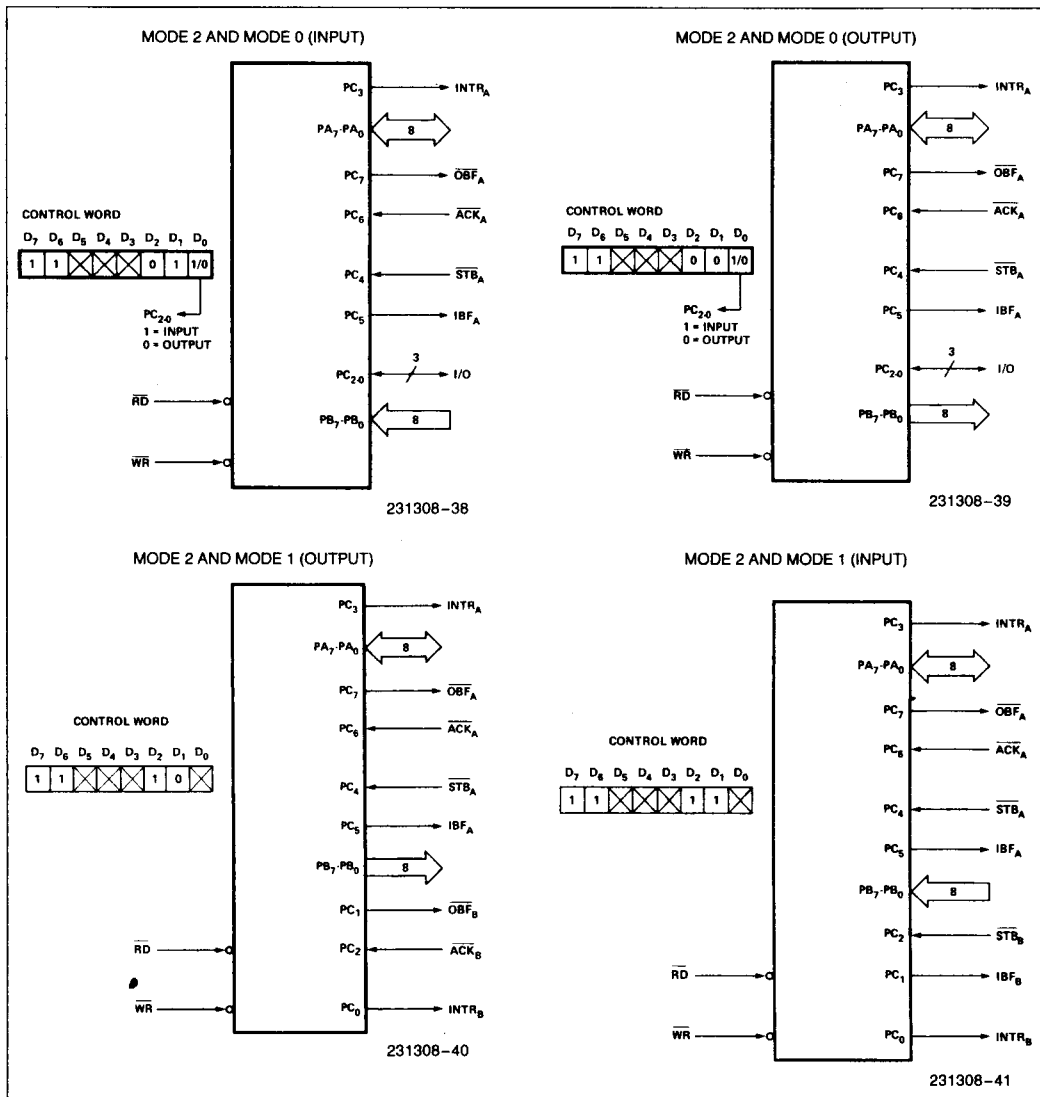 MODE 2 AND MODE 0 (INPUT)
PC3
INTRA
PA7-PA0
8
PC7
OBFA
CONTROL WORD
PC6
ACKA
D7 D6 D5 D4 D3 D2 D1 D0
1 1 0 1 1/0
PC4
STBA
PC2-0
1 = INPUT
0 = OUTPUT
PC5
IBFA
3
PC2-0
I/O
RD
PB7-PB0
8
WR
231308-38
MODE 2 AND MODE 0 (OUTPUT)
PC3
INTRA
PA7-PA0
8
PC7
OBFA
CONTROL WORD
PC6
ACKA
D7 D6 D5 D4 D3 D2 D1 D0
1 1 0 0 1/0
PC4
STBA
PC2-0
1 = INPUT
0 = OUTPUT
PC5
IBFA
3
PC2-0
I/O
RD
PB7-PB0
8
WR
231308-39
MODE 2 AND MODE 1 (OUTPUT)
PC3
INTRA
PA7-PA0
8
PC7
OBFA
CONTROL WORD
PC6
ACKA
D7 D6 D5 D4 D3 D2 D1 D0
1 1 1 0
PC4
STBA
PC5
IBFA
PB7-PB0
8
PC1
OBFB
RD
PC2
ACKB
WR
PC0
INTRB
231308-40
MODE 2 AND MODE 1 (INPUT)
PC3
INTRA
PA7-PA0
8
PC7
OBFA
CONTROL WORD
PC6
ACKA
D7 D6 D5 D4 D3 D2 D1 D0
1 1 1 1
PC4
STBA
PC5
IBFA
PB7-PB0
8
PC2
STBB
RD
PC1
IBFB
WR
PC0
INTRB
231308-41